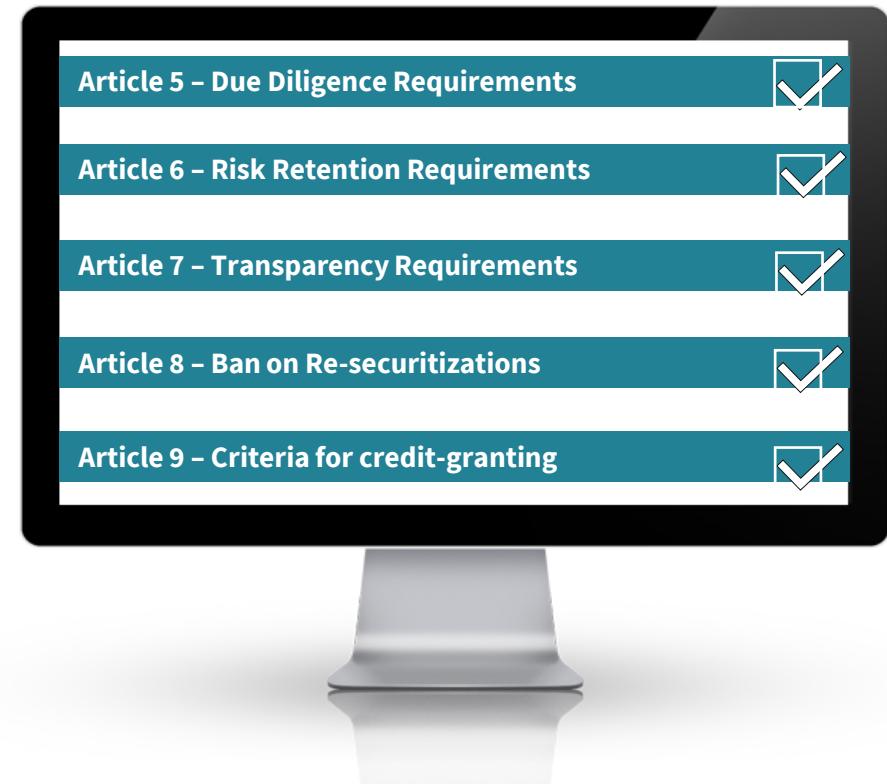 Article 5 – Due Diligence Requirements
Article 6 – Risk Retention Requirements
Article 7 – Transparency Requirements
Article 8 – Ban on Re-securitizations
Article 9 – Criteria for credit-granting